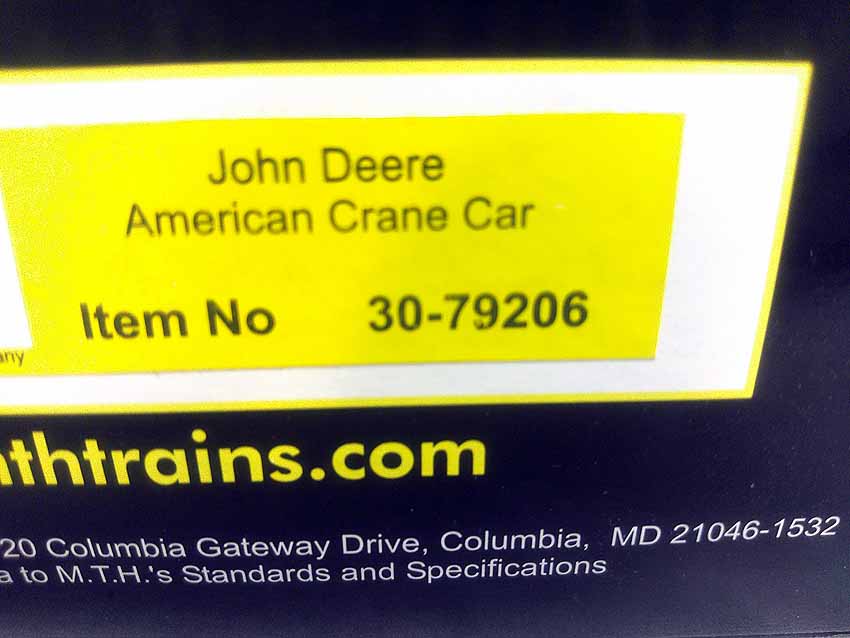 John Deere
American Crane Car
Item No 30-79206
any
mthtrains.com
20 Columbia Gateway Drive, Columbia, MD 21046-1532
a to M.T.H.'s Standards and Specifications